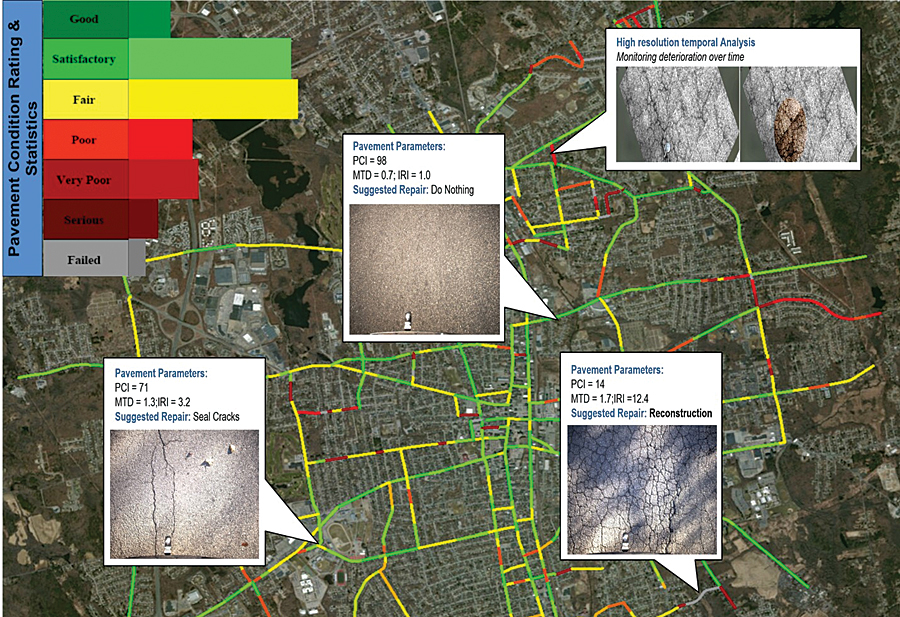 Pavement Condition Rating &
Statistics
Good
Satisfactory
Fair
Poor
Very Poor
Serious
Failed
High resolution temporal Analysis
Monitoring deterioration over time
Pavement Parameters:
PCI = 98
MTD = 0.7; IRI = 1.0
Suggested Repair: Do Nothing
Pavement Parameters:
PCI = 71
MTD = 1.3;IRI = 3.2
Suggested Repair: Seal Cracks
Pavement Parameters:
PCI = 14
MTD = 1.7;IRI =12.4
Suggested Repair: Reconstruction